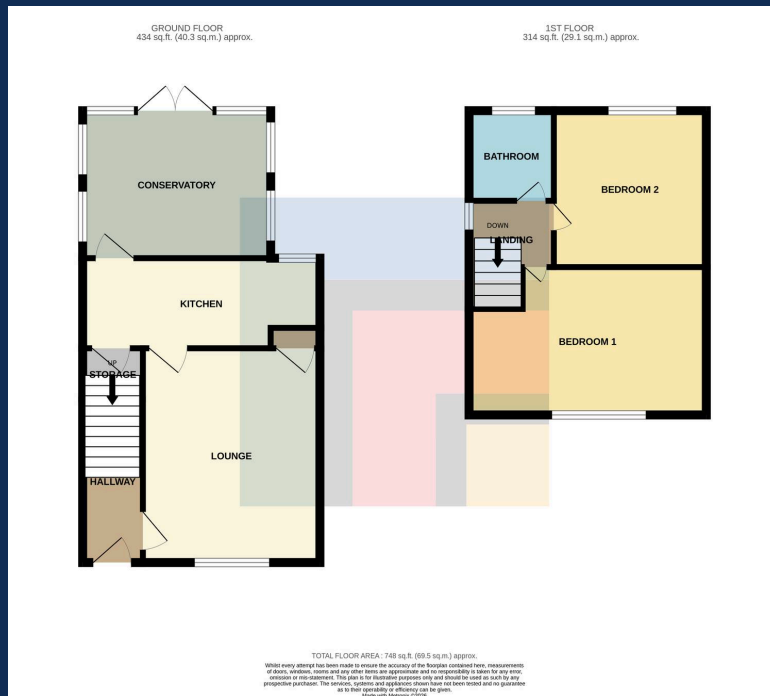 GROUND FLOOR
434 sq.ft. (40.3 sq.m.) approx.
1ST FLOOR
314 sq.ft. (29.1 sq.m.) approx.
CONSERVATORY
KITCHEN
UP
STORAGE
LOUNGE
HALLWAY
BATHROOM
BEDROOM 2
DOWN
LANDING
BEDROOM 1
TOTAL FLOOR AREA : 748 sq.ft. (69.5 sq.m.) approx.
Whilst every attempt has been made to ensure the accuracy of the floorplan contained here, measurements
of doors, windows, rooms and any other items are approximate and no responsibility is taken for any error,
omission or mis-statement. This plan is for illustrative purposes only and should be used as such by any
prospective purchaser. The services, systems and appliances shown have not been tested and no guarantee
as to their operability or efficiency can be given.
Made with Metropix ©2026